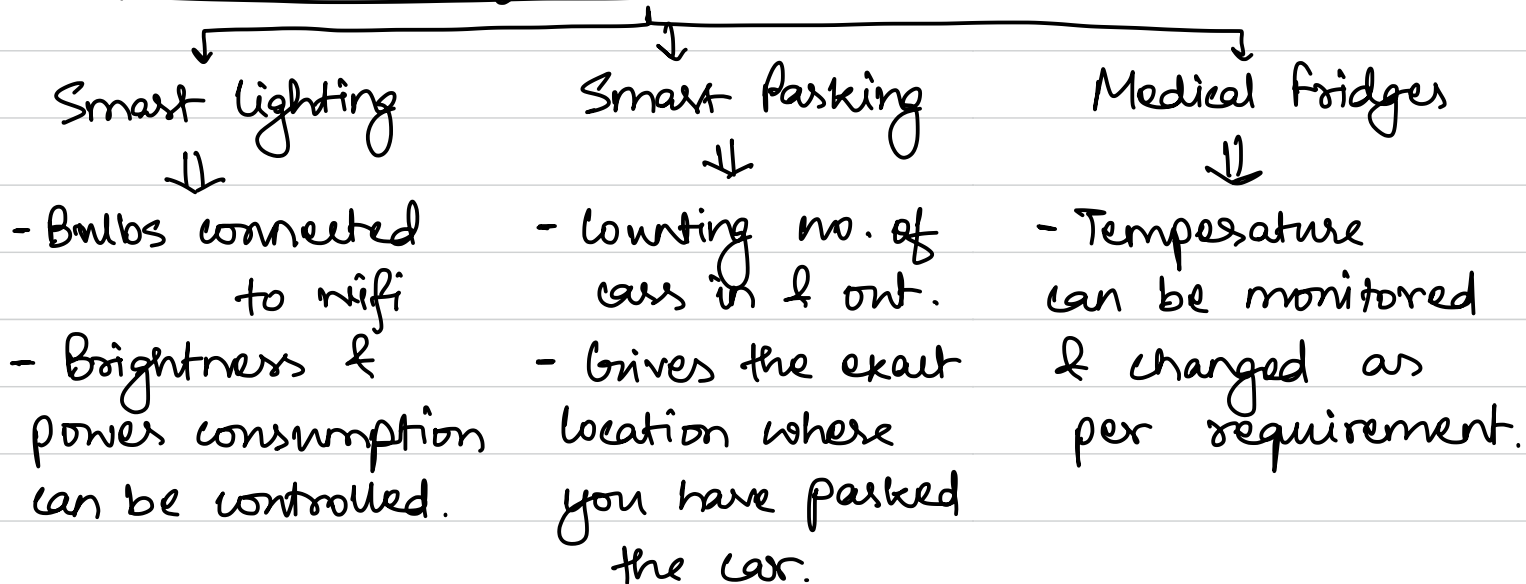 Smart lighting
Smart Parking
Medical fridges
- Bulbs connected
to wifi
- Brightness &
power consumption
can be controlled.
- Counting no. of
cars in & out.
- Gives the exact
location where
you have parked
the car.
- Temperature
can be monitored
& changed as
per requirement.